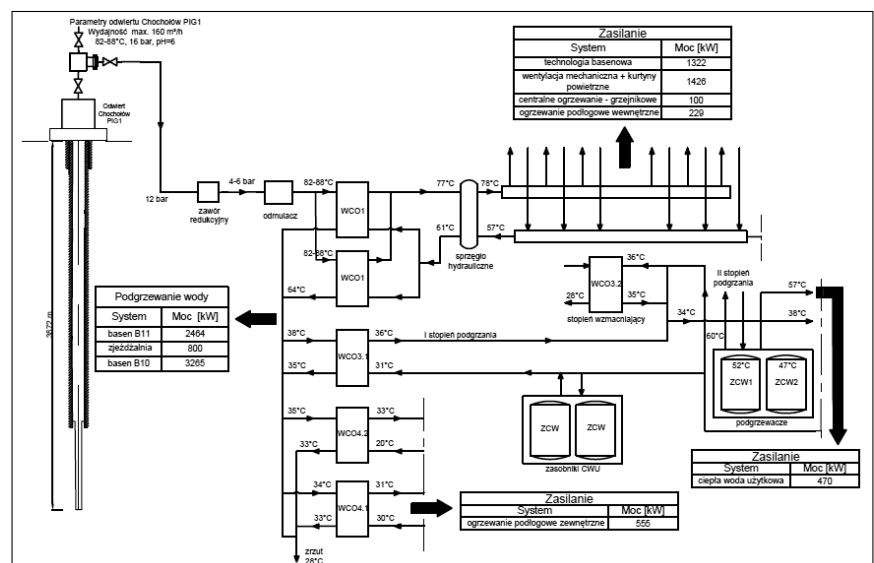 Parametry odwiertu Chochołów PIG1
Wydajność max. 160 m³/h
82-88°C, 16 bar, pH=6
Odwiert
Chochołów
PIG1
3572 m
12 bar
zawór
redukcyjny
4-6 bar
odmulacz
82-88°C
WCO1
82-88°C
WCO1
64°C
77°C
61°C
sprzęgło
hydrauliczne
78°C
57°C
Zasilanie
System Moc [kW]
technologia basenowa 1322
wentylacja mechaniczna + kurtyny
powietrzne 1426
centralne ogrzewanie - grzejnikowe 100
ogrzewanie podłogowe wewnętrzne 229
Podgrzewanie wody
System Moc [kW]
basen B11 2464
zjeżdżalnia 800
basen B10 3265
WCO3.2
36°C
28°C
35°C
stopień wzmacniający
34°C
II stopień
podgrzania
57°C
38°C
60°C
52°C
ZCW1
47°C
ZCW2
podgrzewacze
38°C
WCO3.1
36°C
I stopień podgrzania
35°C
31°C
ZCW
ZCW
zasobniki CWU
35°C
WCO4.2
33°C
33°C
20°C
34°C
WCO4.1
31°C
33°C
30°C
zrzut
28°C
Zasilanie
System Moc [kW]
ogrzewanie podłogowe zewnętrzne 555
Zasilanie
System Moc [kW]
ciepła woda użytkowa 470